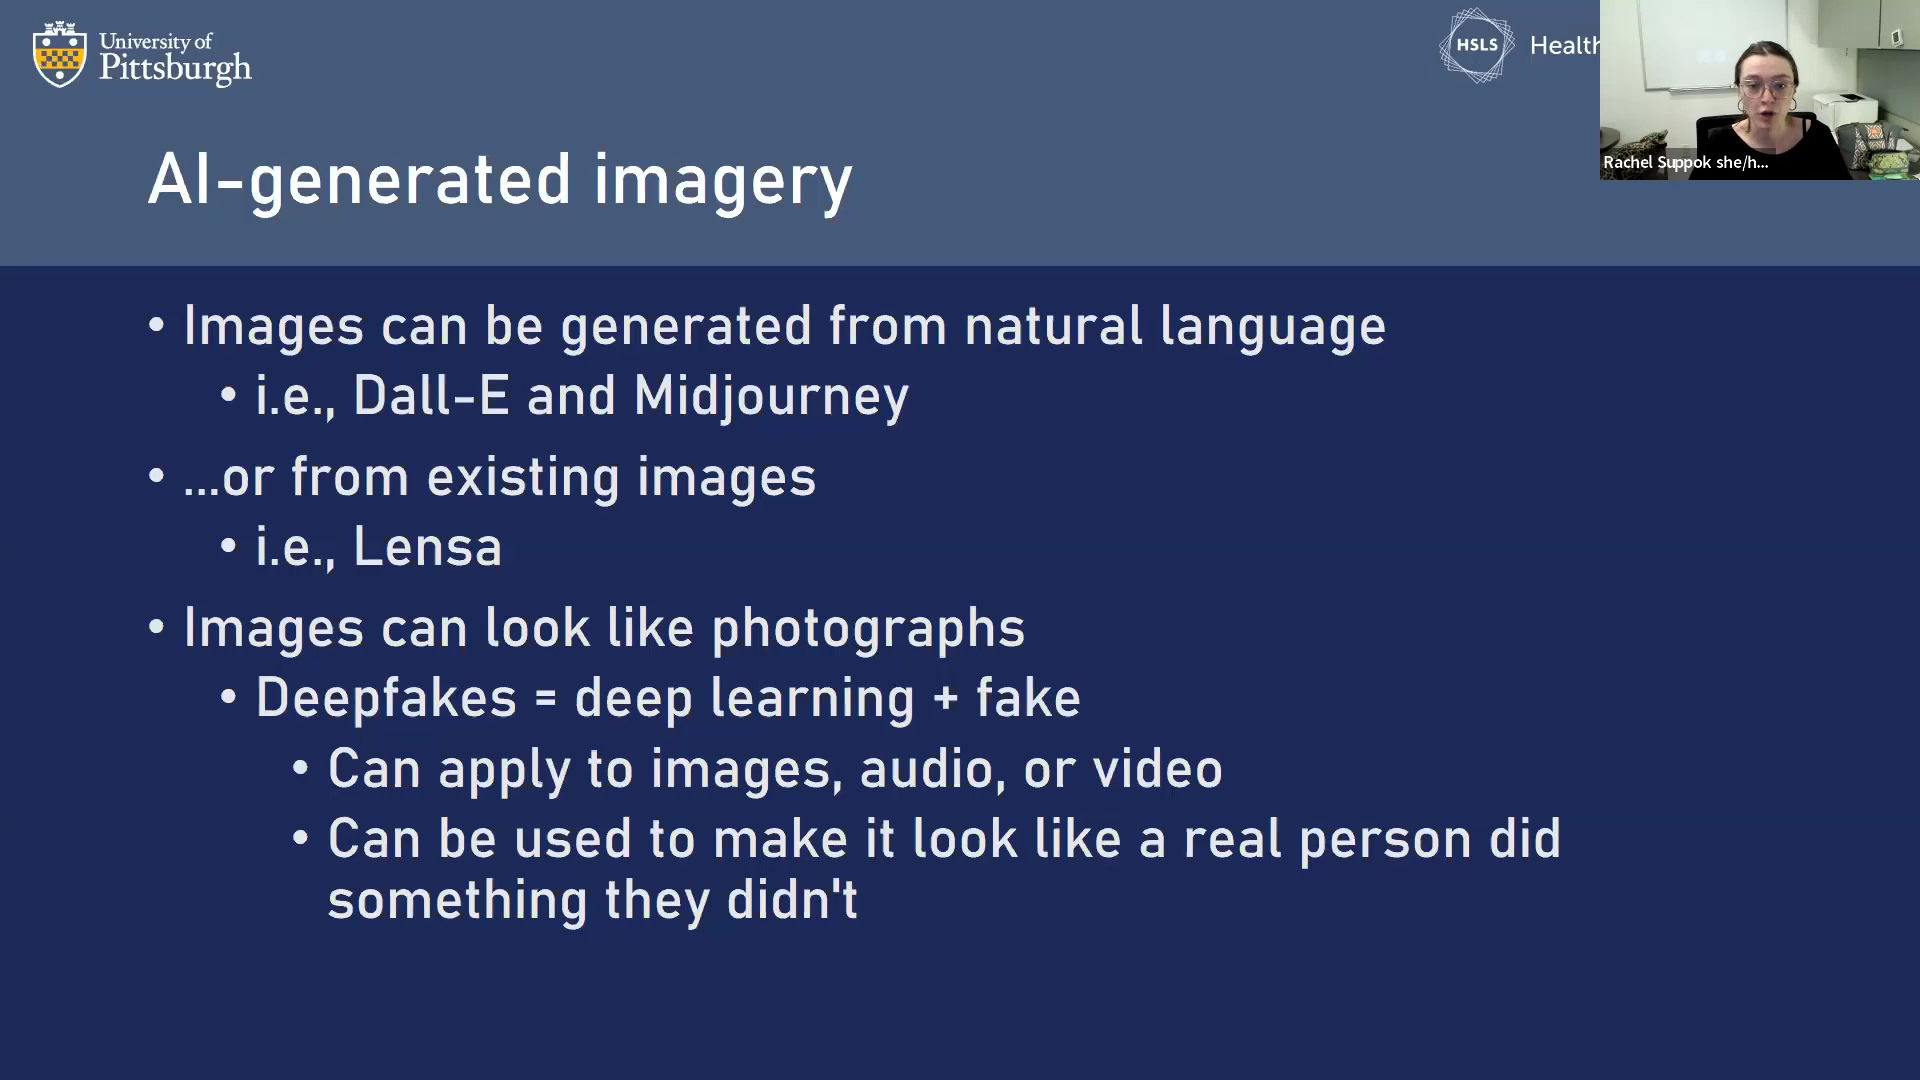 University of
Pittsburgh
HSLS
Health
Rachel Suppok she/h...
AI-generated imagery
• Images can be generated from natural language
• i.e., Dall-E and Midjourney
• ...or from existing images
• i.e., Lensa
• Images can look like photographs
• Deepfakes = deep learning + fake
• Can apply to images, audio, or video
• Can be used to make it look like a real person did
something they didn't